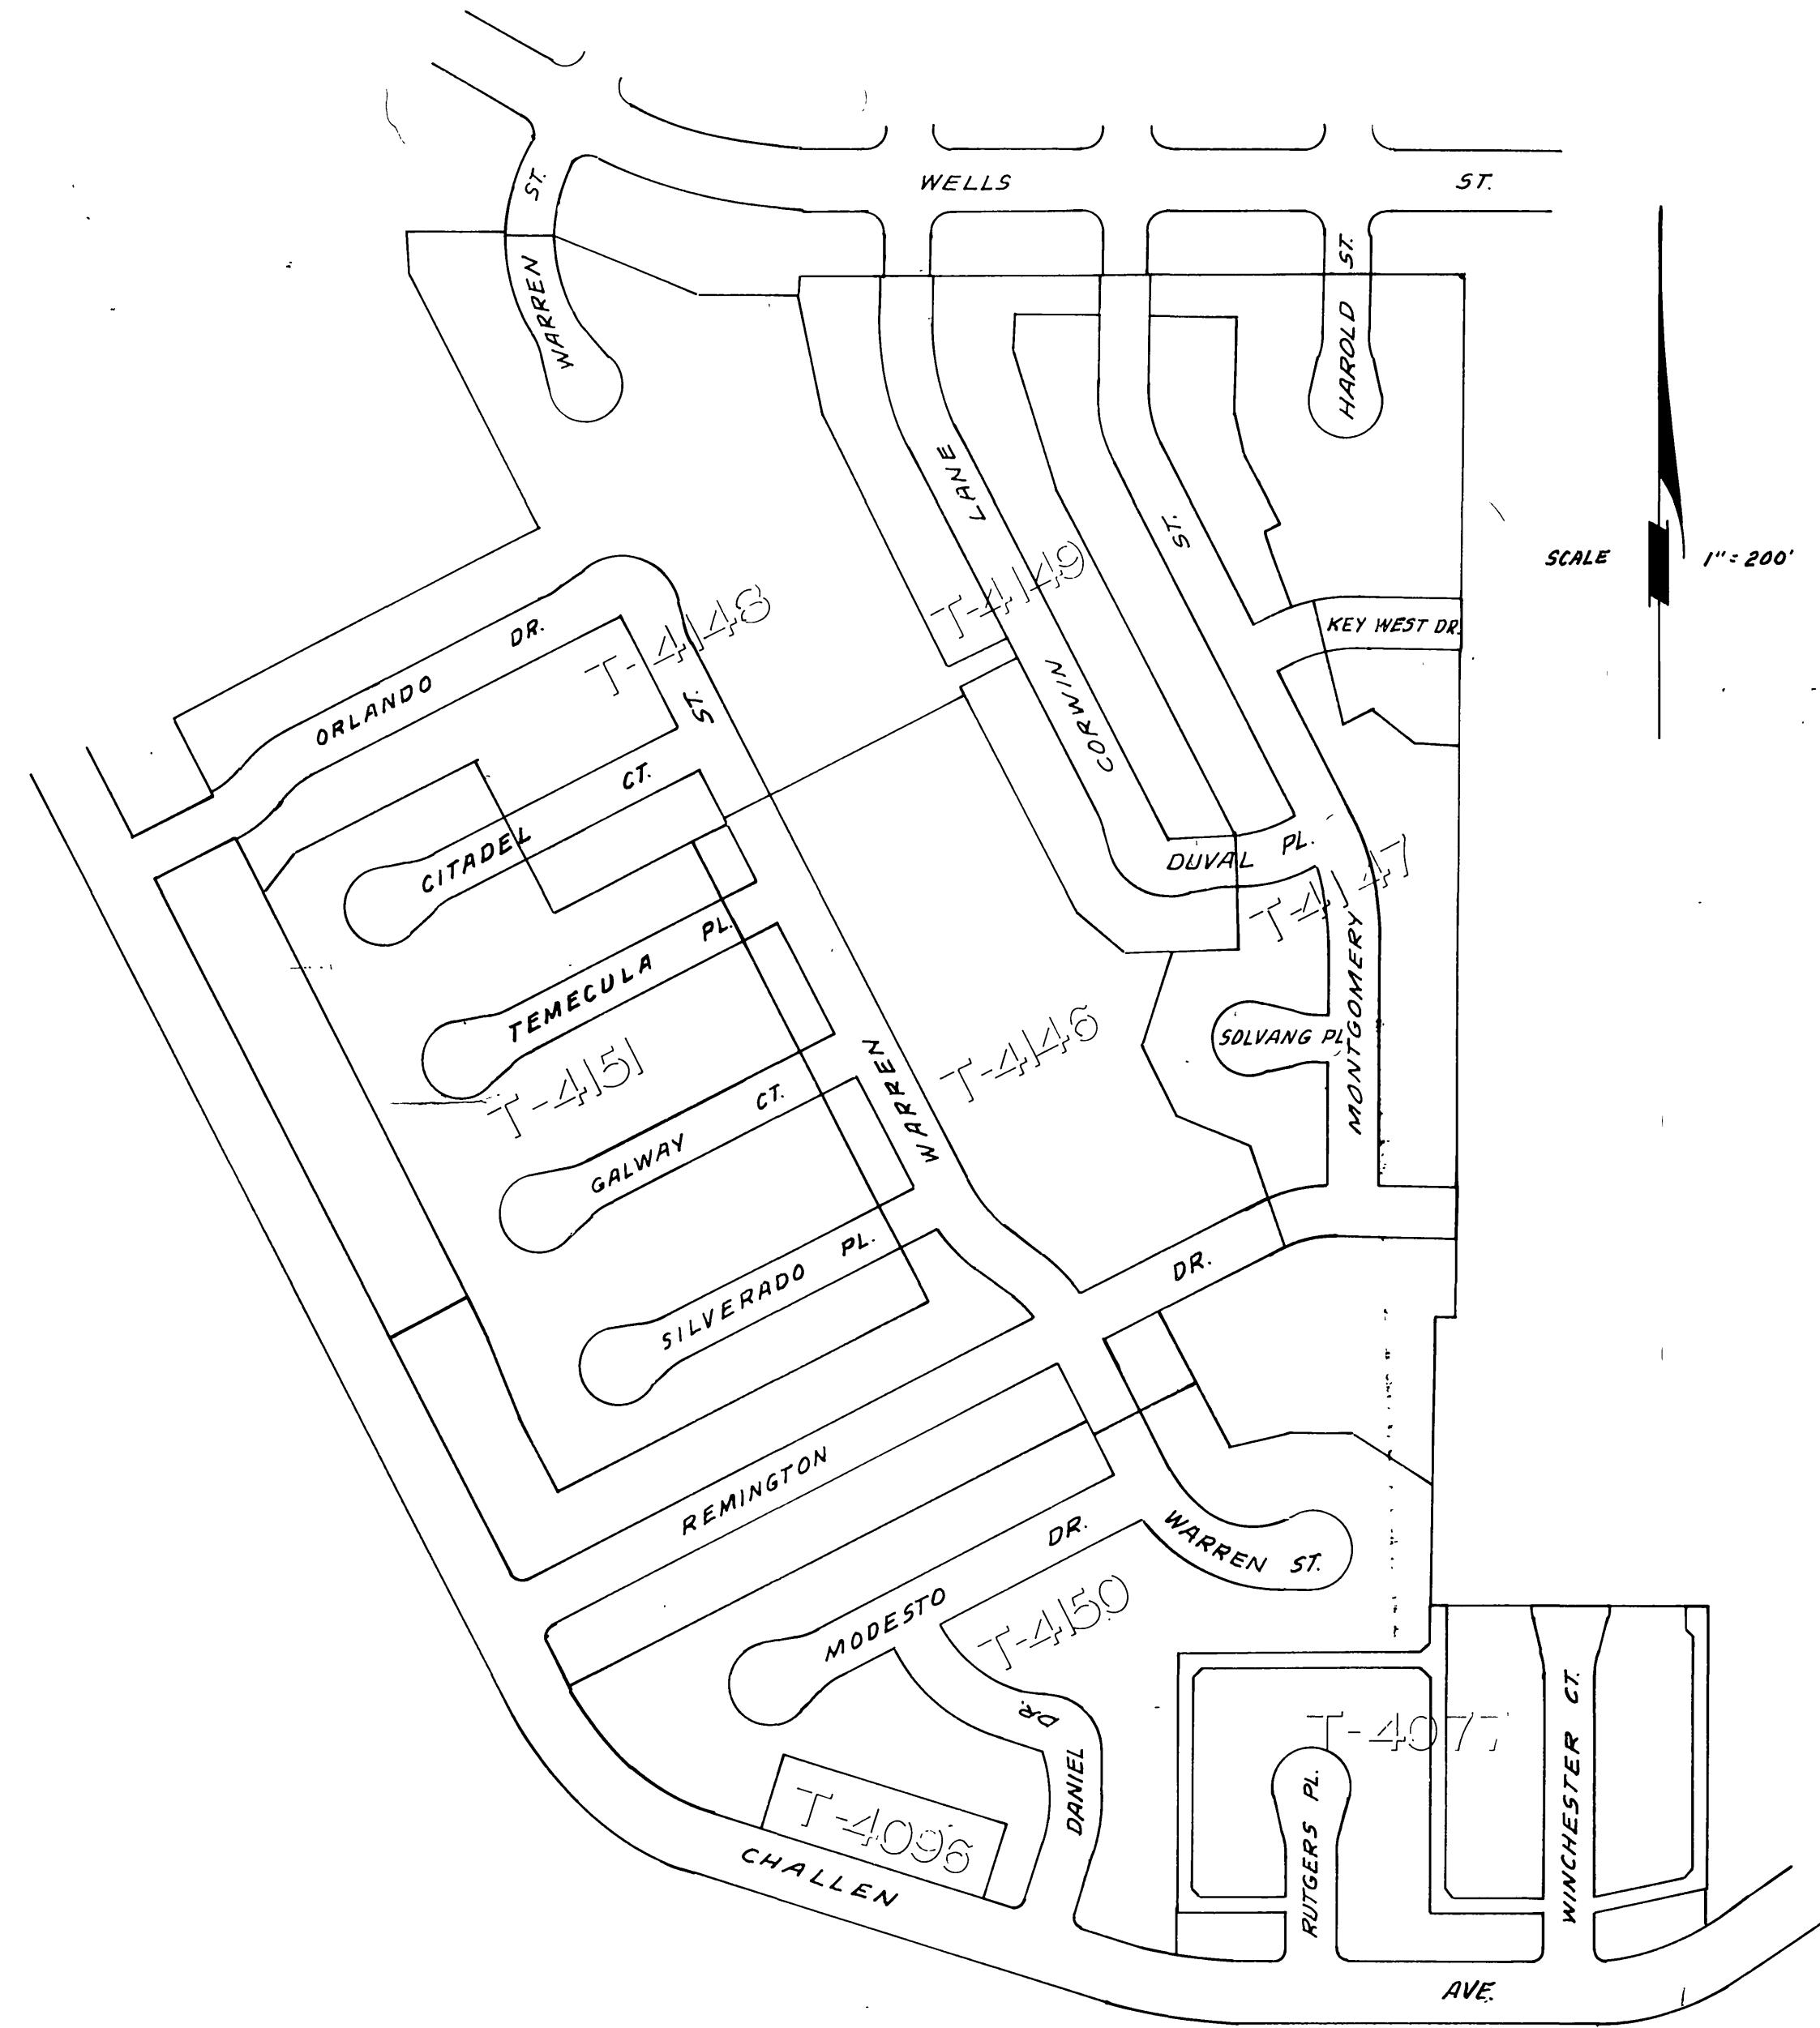 WELLS ST.
WARREN ST.
HAROLD ST.
SCALE 1" = 200'
LANE
ST.
T-4149
KEY WEST DR.
T-4148
ORLANDO DR.
ST.
CORWIN
CITADEL CT.
DUVAL PL.
T-4147
TEMECULA PL.
MONTGOMERY
SOLVANG PL.
T-4151
T-4146
WARREN
GALWAY CT.
SILVERADO PL.
DR.
REMINGTON
WARREN ST.
MODESTO DR.
T-4150
DR.
DANIEL
T-4077
T-4096
CHALLEN
RUTGERS PL.
WINCHESTER CT.
AVE.